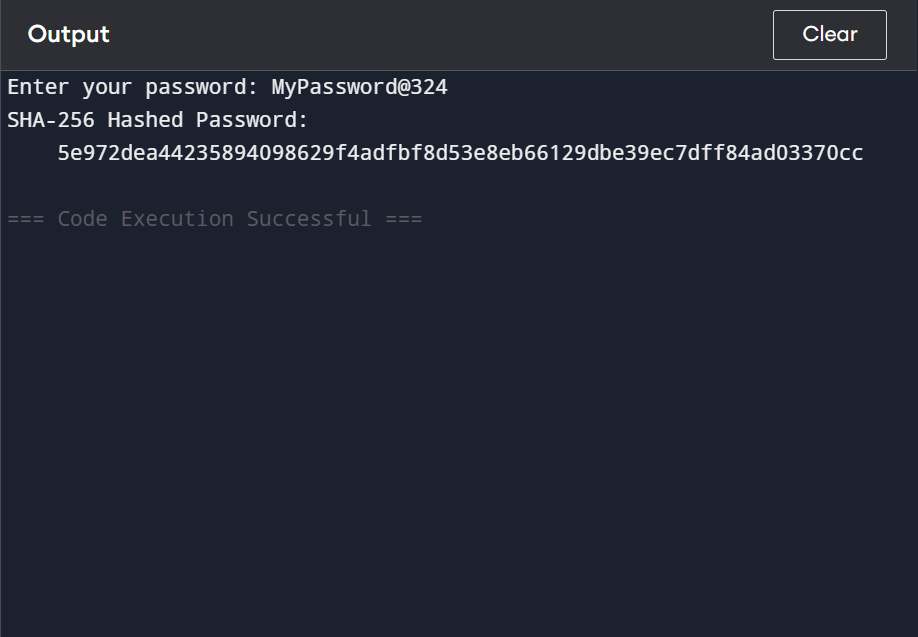 Output
Clear
Enter your password: MyPassword@324
SHA-256 Hashed Password:
5e972dea44235894098629f4adfbf8d53e8eb66129dbe39ec7dff84ad03370cc
=== Code Execution Successful ===